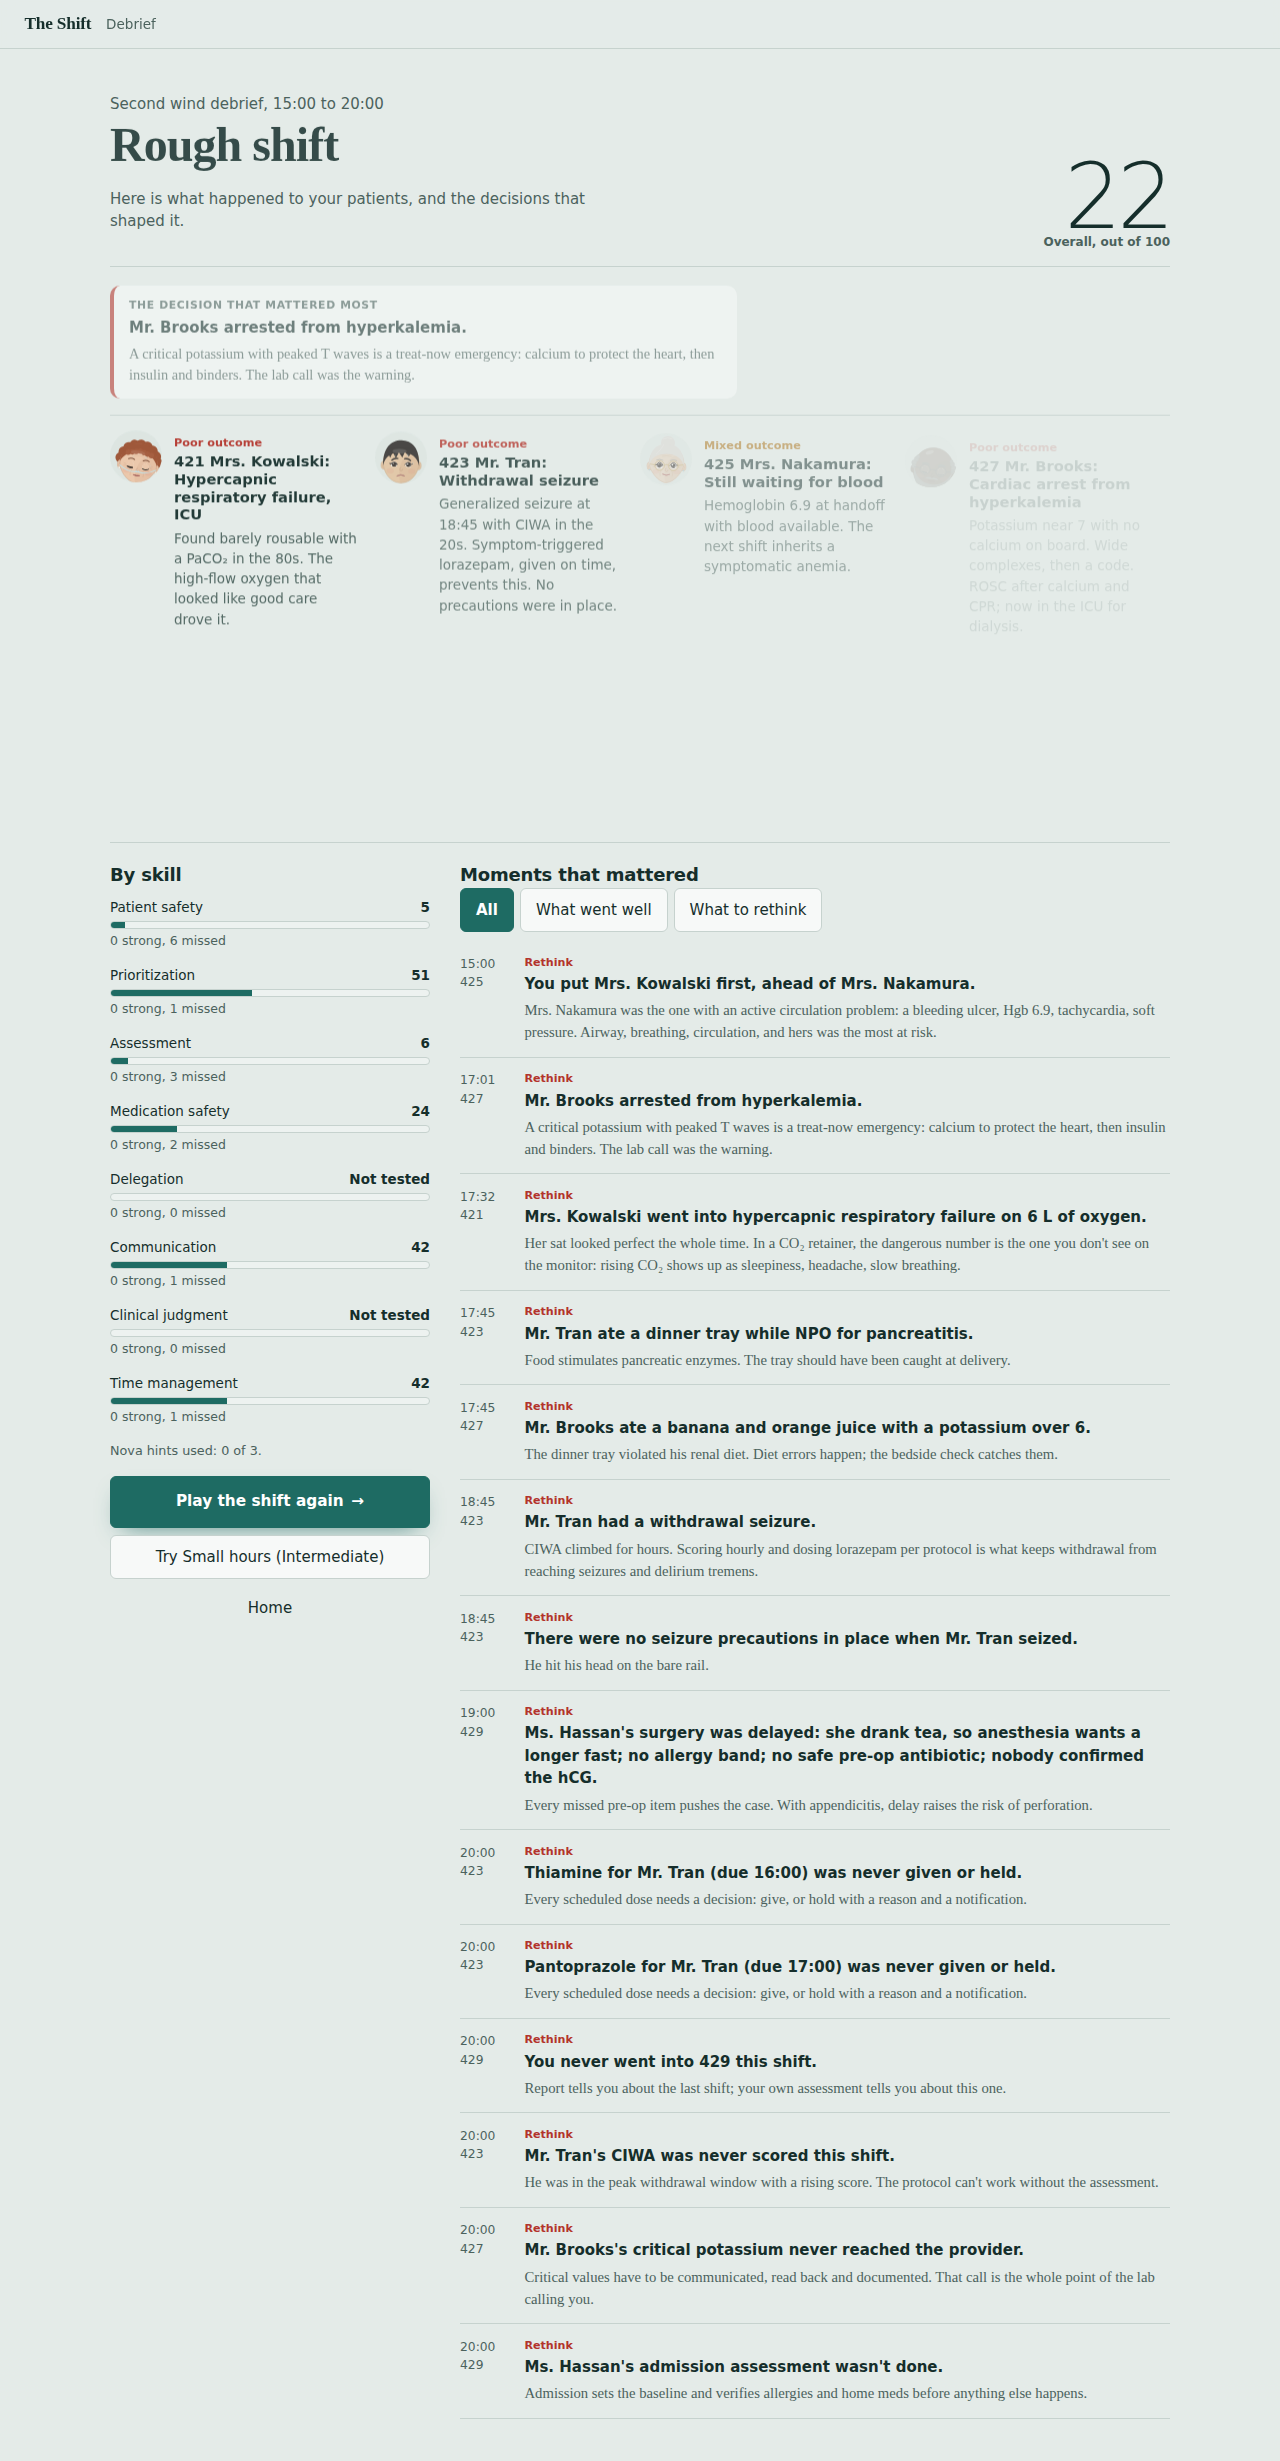 The Shift Debrief
Second wind debrief, 15:00 to 20:00
Rough shift
Here is what happened to your patients, and the decisions that
shaped it.
22
Overall, out of 100
THE DECISION THAT MATTERED MOST
Mr. Brooks arrested from hyperkalemia.
A critical potassium with peaked T waves is a treat-now emergency: calcium to protect the heart, then
insulin and binders. The lab call was the warning.
Poor outcome
421 Mrs. Kowalski:
Hypercapnic
respiratory failure,
ICU
Found barely rousable with
a PaCO₂ in the 80s. The
high-flow oxygen that
looked like good care
drove it.
Poor outcome
423 Mr. Tran:
Withdrawal seizure
Generalized seizure at
18:45 with CIWA in the
20s. Symptom-triggered
lorazepam, given on time,
prevents this. No
precautions were in place.
Mixed outcome
425 Mrs. Nakamura:
Still waiting for blood
Hemoglobin 6.9 at handoff
with blood available. The
next shift inherits a
symptomatic anemia.
Poor outcome
427 Mr. Brooks:
Cardiac arrest from
hyperkalemia
Potassium near 7 with no
calcium on board. Wide
complexes, then a code.
ROSC after calcium and
CPR; now in the ICU for
dialysis.
By skill
Patient safety 5
0 strong, 6 missed
Prioritization 51
0 strong, 1 missed
Assessment 6
0 strong, 3 missed
Medication safety 24
0 strong, 2 missed
Delegation Not tested
0 strong, 0 missed
Communication 42
0 strong, 1 missed
Clinical judgment Not tested
0 strong, 0 missed
Time management 42
0 strong, 1 missed
Nova hints used: 0 of 3.
Play the shift again →
Try Small hours (Intermediate)
Home
Moments that mattered
All What went well What to rethink
15:00
425
Rethink
You put Mrs. Kowalski first, ahead of Mrs. Nakamura.
Mrs. Nakamura was the one with an active circulation problem: a bleeding ulcer, Hgb 6.9, tachycardia, soft
pressure. Airway, breathing, circulation, and hers was the most at risk.
17:01
427
Rethink
Mr. Brooks arrested from hyperkalemia.
A critical potassium with peaked T waves is a treat-now emergency: calcium to protect the heart, then insulin
and binders. The lab call was the warning.
17:32
421
Rethink
Mrs. Kowalski went into hypercapnic respiratory failure on 6 L of oxygen.
Her sat looked perfect the whole time. In a CO₂ retainer, the dangerous number is the one you don't see on
the monitor: rising CO₂ shows up as sleepiness, headache, slow breathing.
17:45
423
Rethink
Mr. Tran ate a dinner tray while NPO for pancreatitis.
Food stimulates pancreatic enzymes. The tray should have been caught at delivery.
17:45
427
Rethink
Mr. Brooks ate a banana and orange juice with a potassium over 6.
The dinner tray violated his renal diet. Diet errors happen; the bedside check catches them.
18:45
423
Rethink
Mr. Tran had a withdrawal seizure.
CIWA climbed for hours. Scoring hourly and dosing lorazepam per protocol is what keeps withdrawal from
reaching seizures and delirium tremens.
18:45
423
Rethink
There were no seizure precautions in place when Mr. Tran seized.
He hit his head on the bare rail.
19:00
429
Rethink
Ms. Hassan's surgery was delayed: she drank tea, so anesthesia wants a
longer fast; no allergy band; no safe pre-op antibiotic; nobody confirmed
the hCG.
Every missed pre-op item pushes the case. With appendicitis, delay raises the risk of perforation.
20:00
423
Rethink
Thiamine for Mr. Tran (due 16:00) was never given or held.
Every scheduled dose needs a decision: give, or hold with a reason and a notification.
20:00
423
Rethink
Pantoprazole for Mr. Tran (due 17:00) was never given or held.
Every scheduled dose needs a decision: give, or hold with a reason and a notification.
20:00
429
Rethink
You never went into 429 this shift.
Report tells you about the last shift; your own assessment tells you about this one.
20:00
423
Rethink
Mr. Tran's CIWA was never scored this shift.
He was in the peak withdrawal window with a rising score. The protocol can't work without the assessment.
20:00
427
Rethink
Mr. Brooks's critical potassium never reached the provider.
Critical values have to be communicated, read back and documented. That call is the whole point of the lab
calling you.
20:00
429
Rethink
Ms. Hassan's admission assessment wasn't done.
Admission sets the baseline and verifies allergies and home meds before anything else happens.